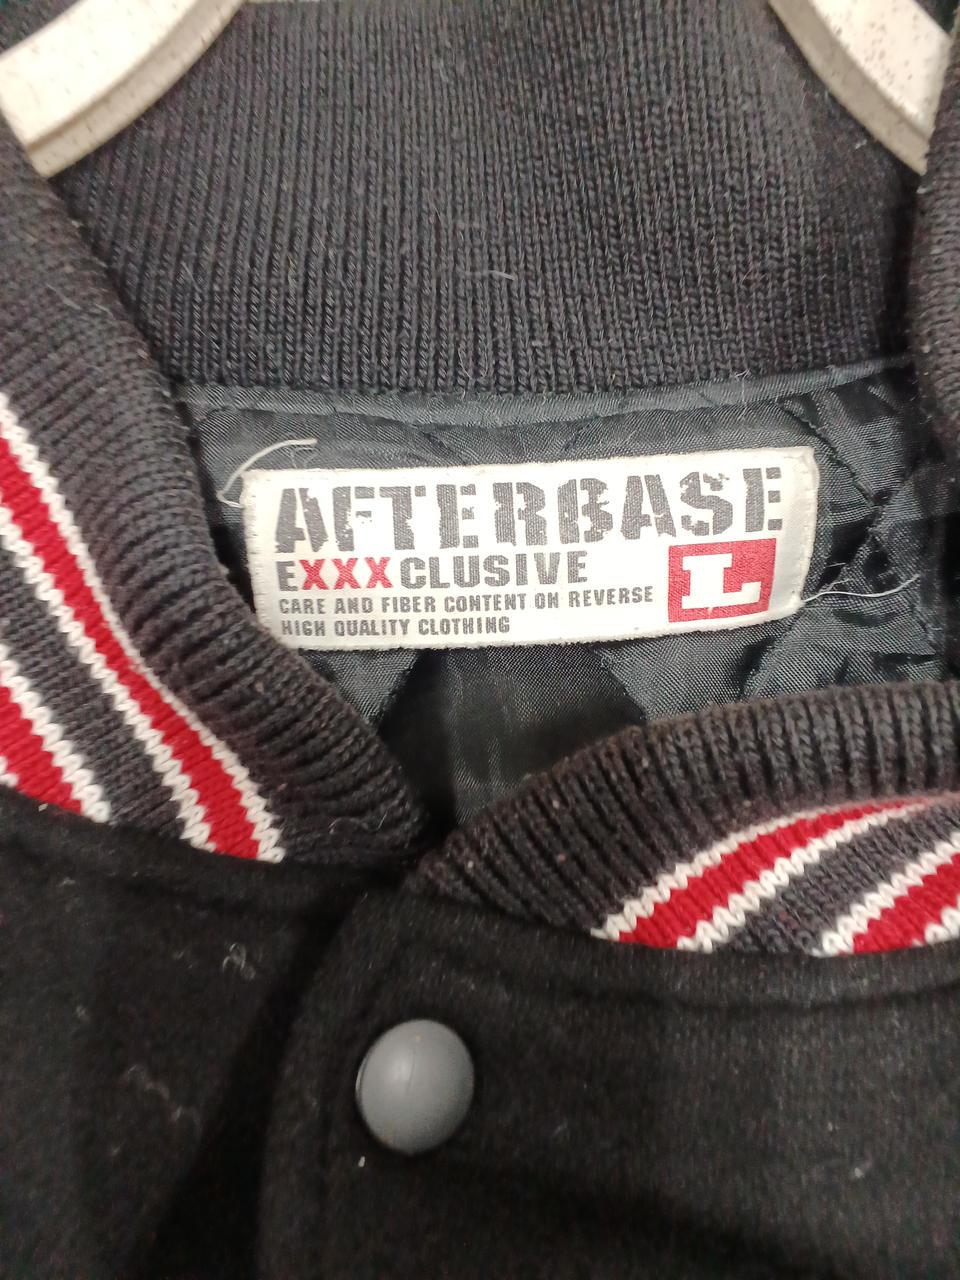 AFTERBASE
EXXXCLUSIVE
L
CARE AND FIBER CONTENT ON REVERSE
HIGH QUALITY CLOTHING